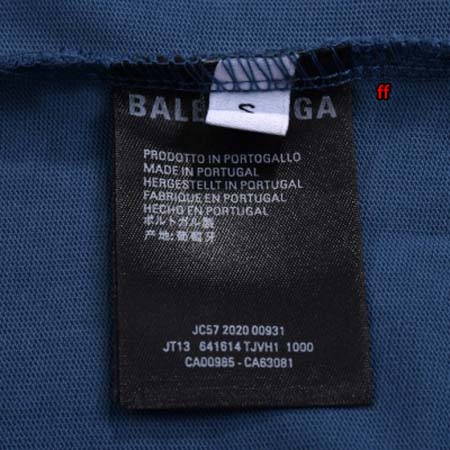 ff
BALE S GA
PRODOTTO IN PORTOGALLO
MADE IN PORTUGAL
HERGESTELLT IN PORTUGAL
FABRIQUE EN PORTUGAL
HECHO EN PORTUGAL
ポルトガル製
产地:葡萄牙
JC57 2020 00931
JT13 641614 TJVH1 1000
CA00985 - CA63081